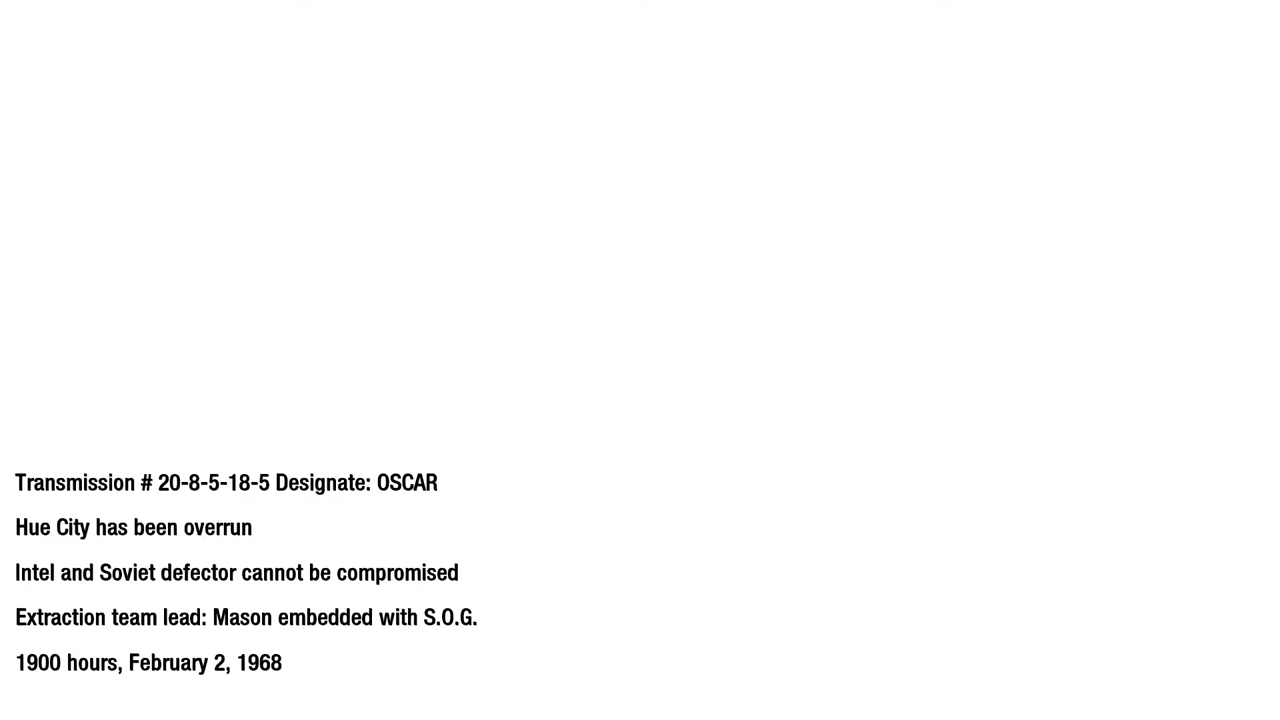 Transmission # 20-8-5-18-5 Designate: OSCAR
Hue City has been overrun
Intel and Soviet defector cannot be compromised
Extraction team lead: Mason embedded with S.O.G.
1900 hours, February 2, 1968